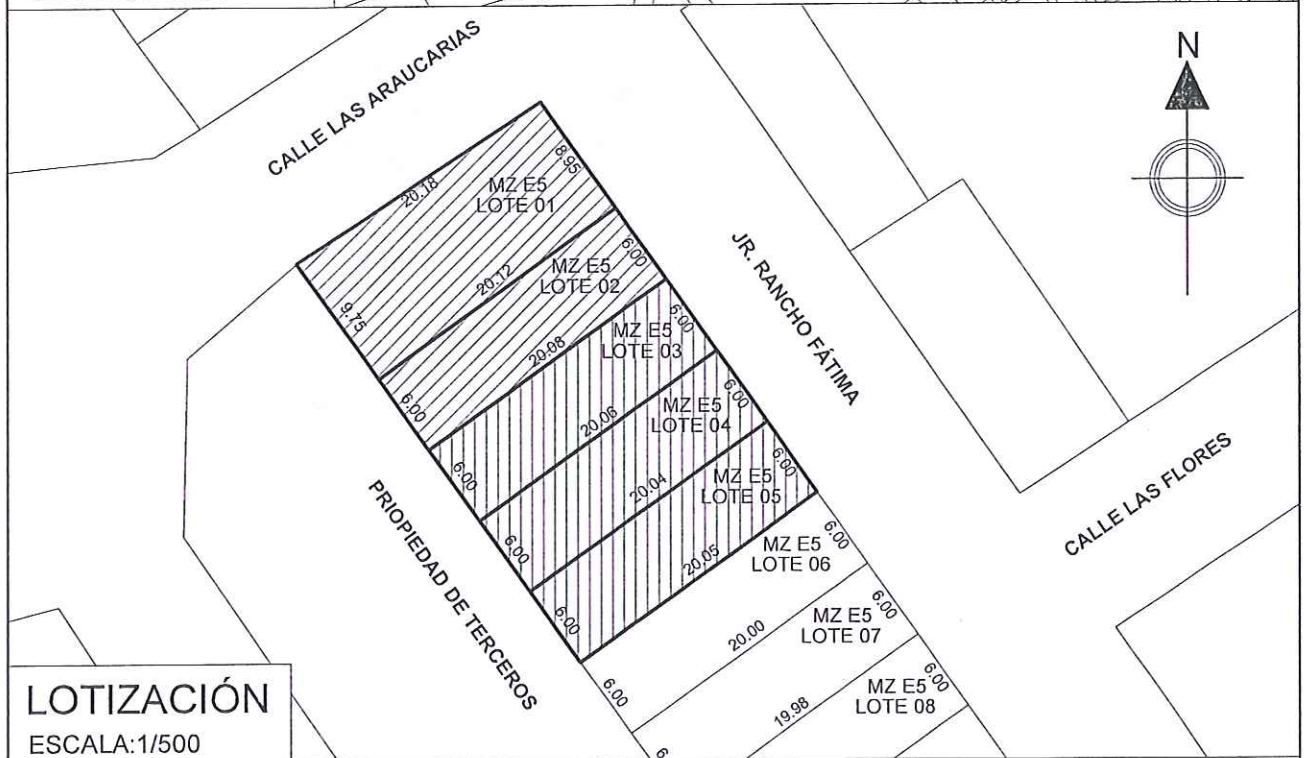 CALLE LAS ARAUCARIAS
N
20.18
8.95
MZ E5
LOTE 01
9.75
20.12
6.00
MZ E5
LOTE 02
6.00
20.08
6.00
MZ E5
LOTE 03
JR. RANCHO FÁTIMA
6.00
20.06
6.00
MZ E5
LOTE 04
6.00
20.04
6.00
MZ E5
LOTE 05
6.00
20.05
6.00
MZ E5
LOTE 06
CALLE LAS FLORES
PRIOPIEDAD DE TERCEROS
6.00
20.00
6.00
MZ E5
LOTE 07
19.98
6.00
MZ E5
LOTE 08
LOTIZACIÓN
ESCALA:1/500